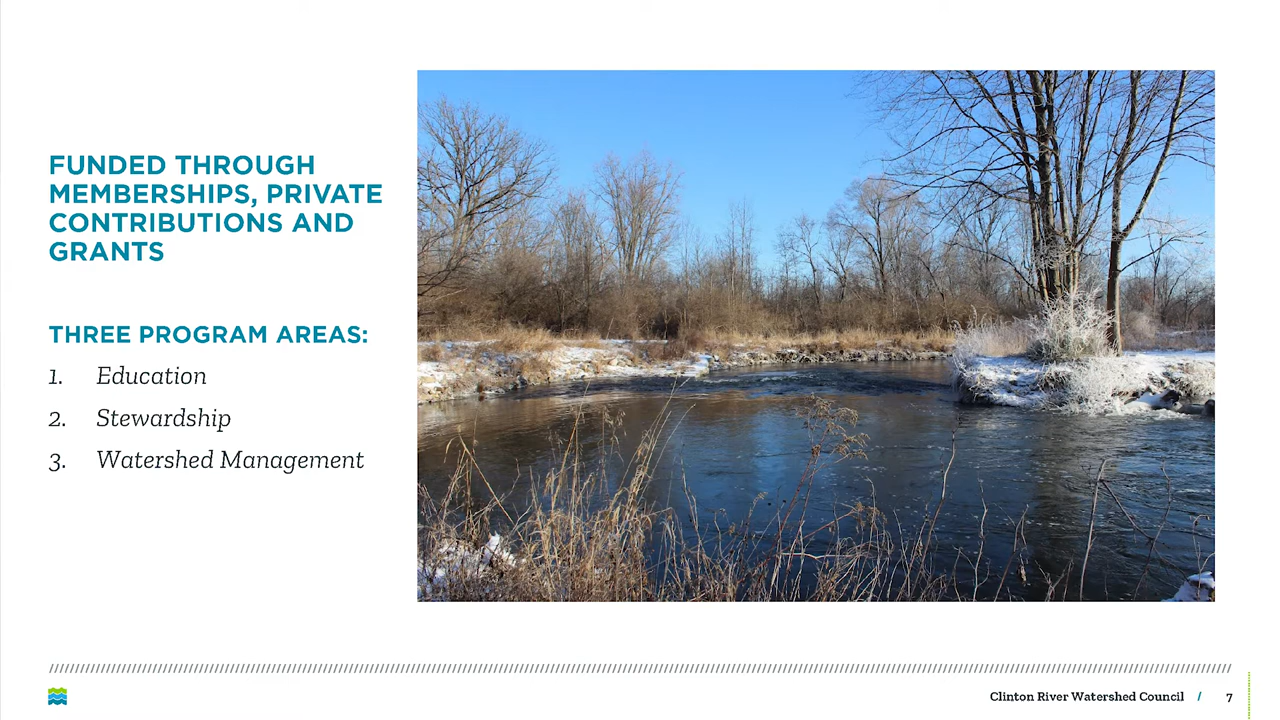 FUNDED THROUGH
MEMBERSHIPS, PRIVATE
CONTRIBUTIONS AND
GRANTS
THREE PROGRAM AREAS:
1. Education
2. Stewardship
3. Watershed Management
Clinton River Watershed Council / 7